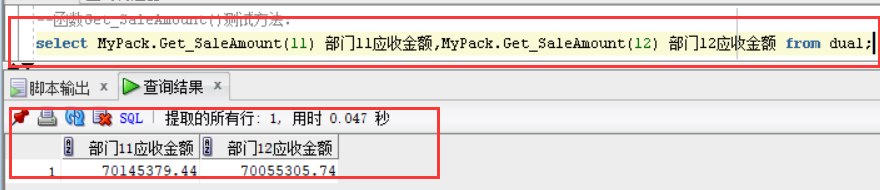 --函数Get_SaleAmount()测试方法:
select MyPack.Get_SaleAmount(11) 部门11应收金额,MyPack.Get_SaleAmount(12) 部门12应收金额 from dual;
脚本输出 x 查询结果 x
SQL | 提取的所有行: 1, 用时 0.047 秒
部门11应收金额 部门12应收金额
1 70145379.44 70055305.74